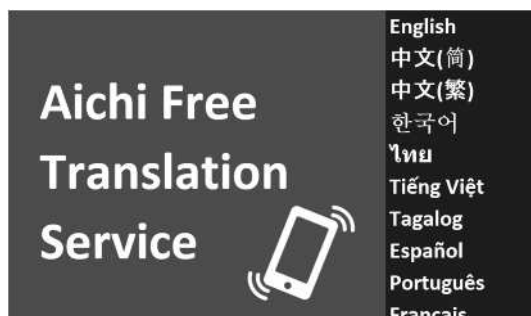 Aichi Free
Translation
Service
English
中文(简)
中文(繁)
한국어
ไทย
Tiếng Việt
Tagalog
Español
Português
Français